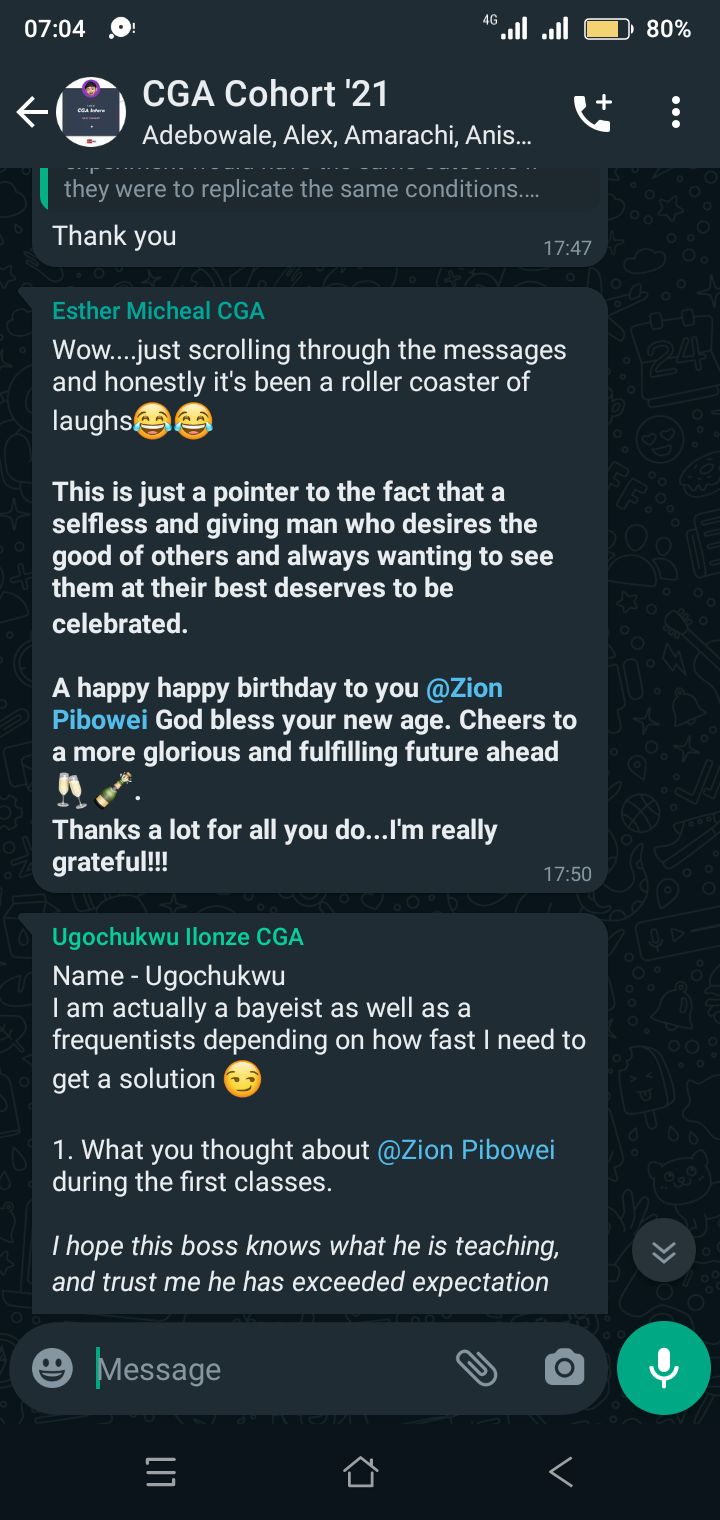 07:04
4G
80%
CGA Cohort '21
Adebowale, Alex, Amarachi, Anis...
they were to replicate the same conditions....
Thank you
17:47
Esther Micheal CGA
Wow....just scrolling through the messages
and honestly it's been a roller coaster of
laughs😂😂
This is just a pointer to the fact that a
selfless and giving man who desires the
good of others and always wanting to see
them at their best deserves to be
celebrated.
A happy happy birthday to you @Zion
Pibowei God bless your new age. Cheers to
a more glorious and fulfilling future ahead
🥂🍾.
Thanks a lot for all you do...I'm really
grateful!!!
17:50
Ugochukwu Ilonze CGA
Name - Ugochukwu
I am actually a bayeist as well as a
frequentists depending on how fast I need to
get a solution 😏
1. What you thought about @Zion Pibowei
during the first classes.
I hope this boss knows what he is teaching,
and trust me he has exceeded expectation
Message